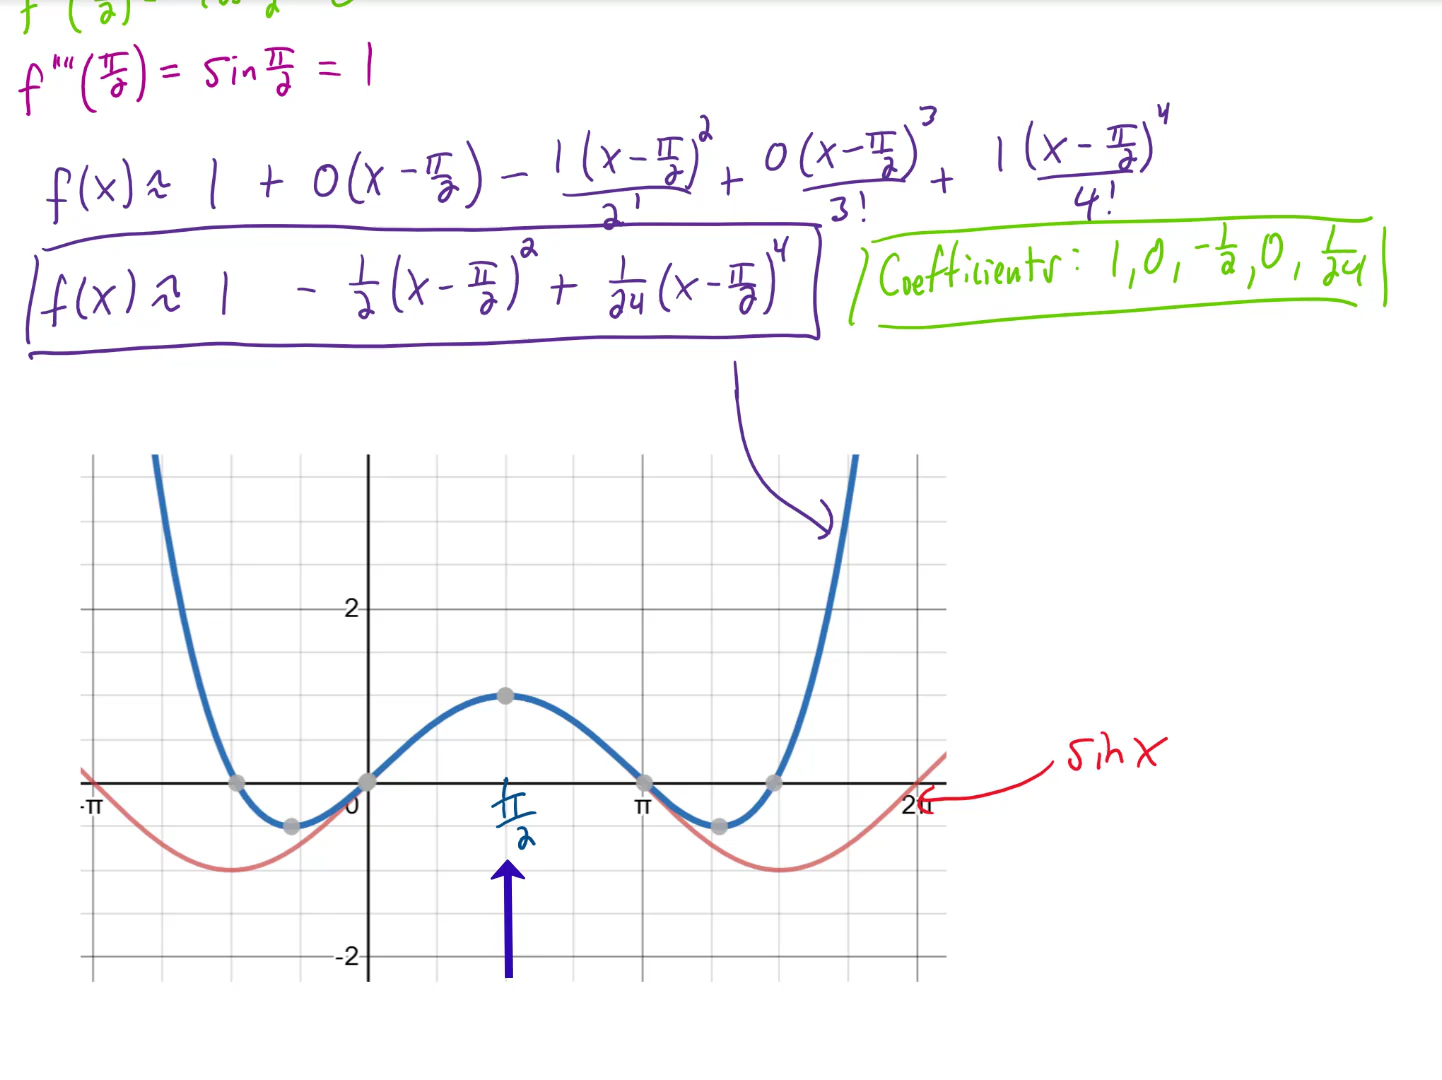 f''''(π/2) = sin π/2 = 1
f(x) ≈ 1 + 0(x - π/2) - 1(x - π/2)²/2! + 0(x - π/2)³/3! + 1(x - π/2)⁴/4!
f(x) ≈ 1 - 1/2(x - π/2)² + 1/24(x - π/2)⁴
Coefficients: 1, 0, -1/2, 0, 1/24
2
sin x
-π
0
π/2
π
2π
-2